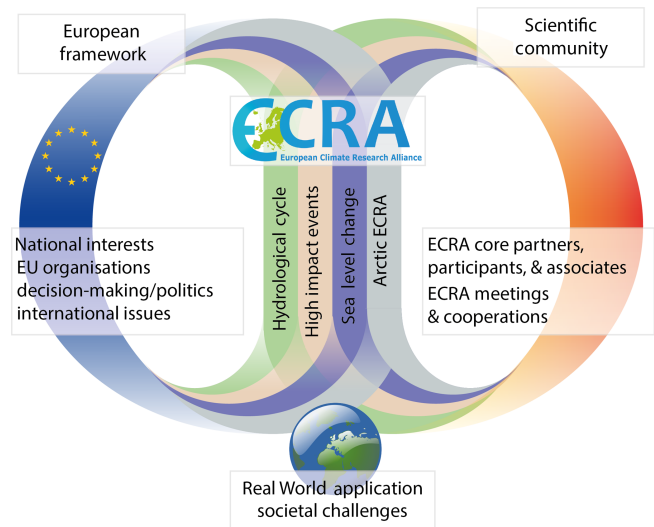 European
framework
Scientific
community
ECRA
European Climate Research Alliance
Hydrological cycle
High impact events
Sea level change
Arctic ECRA
National interests
EU organisations
decision-making/politics
international issues
ECRA core partners,
participants, & associates
ECRA meetings
& cooperations
Real World application
societal challenges